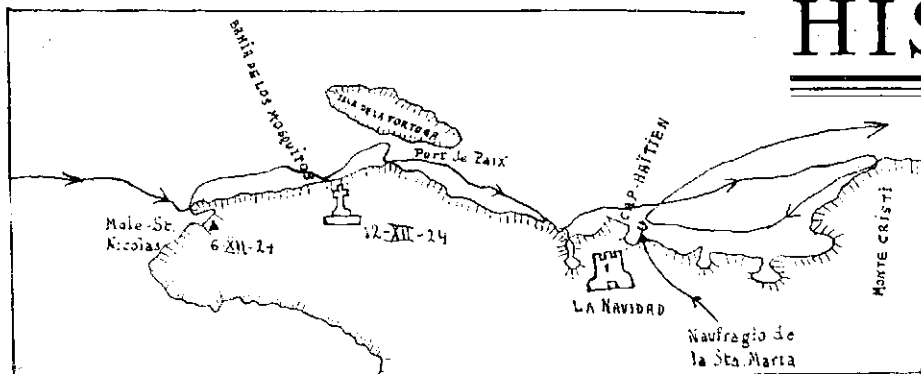 HIS
BAHIA DE LOS MOSQUITOS
ISLA DE LA TORTUGA
Port de Paix
CAP-HAÏTIEN
Mole-St.
Nicolas
6-XII-24
12-XII-24
LA NAVIDAD
MONTE CRISTI
Naufragio de
la Sta. Marta